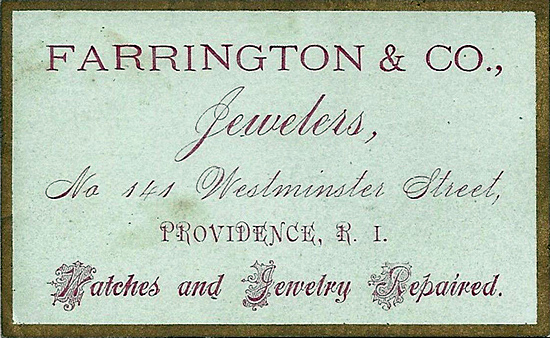 FARRINGTON & CO.,
Jewelers,
No 141 Westminster Street,
PROVIDENCE, R. I.
Watches and Jewelry Repaired.